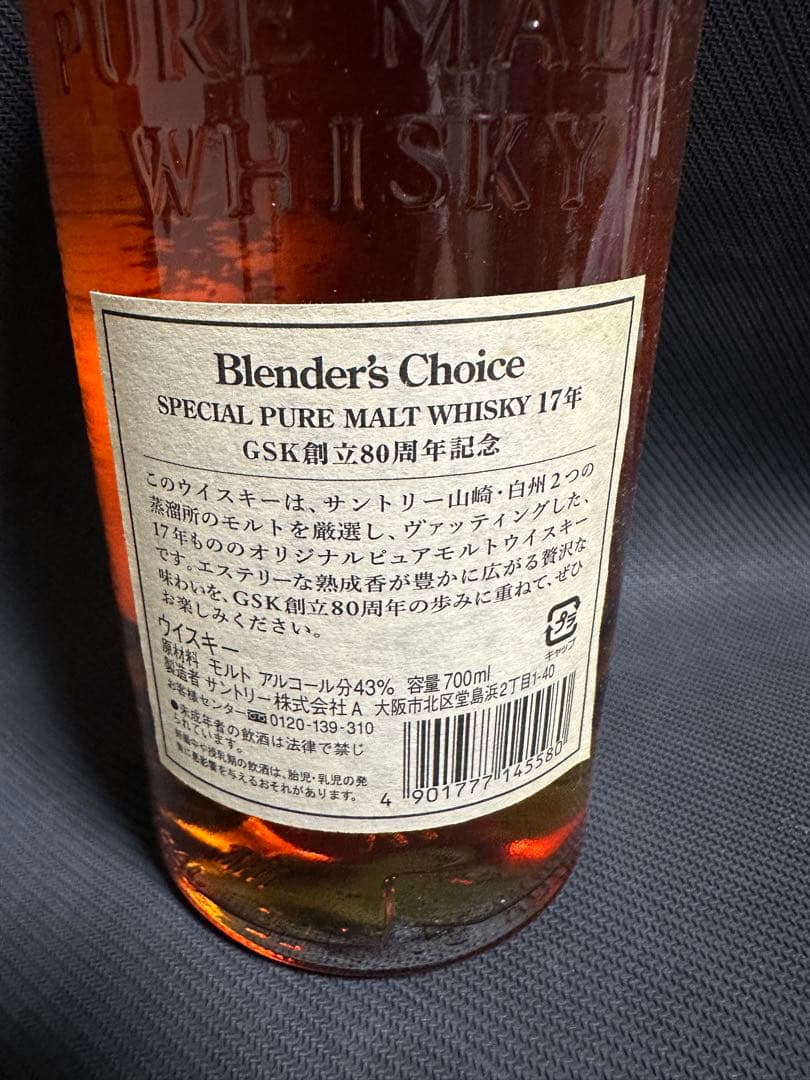 PURE MALT
WHISKY
Blender's Choice
SPECIAL PURE MALT WHISKY 17年
GSK創立80周年記念
このウイスキーは、サントリー山崎・白州2つの
蒸溜所のモルトを厳選し、ヴァッティングした、
17年もののオリジナルピュアモルトウイスキー
です。エステリーな熟成香が豊かに広がる贅沢な
味わいを、GSK創立80周年の歩みに重ねて、ぜひ
お楽しみください。
プラ
キャップ
ウイスキー
原材料 モルト アルコール分43% 容量700ml
製造者 サントリー株式会社A 大阪市北区堂島浜2丁目1-40
お客様センター 0120-139-310
●未成年者の飲酒は法律で禁じ
られています。
妊娠中や授乳期の飲酒は、胎児・乳児の発
育に悪影響を与えるおそれがあります。
4 901777 145580